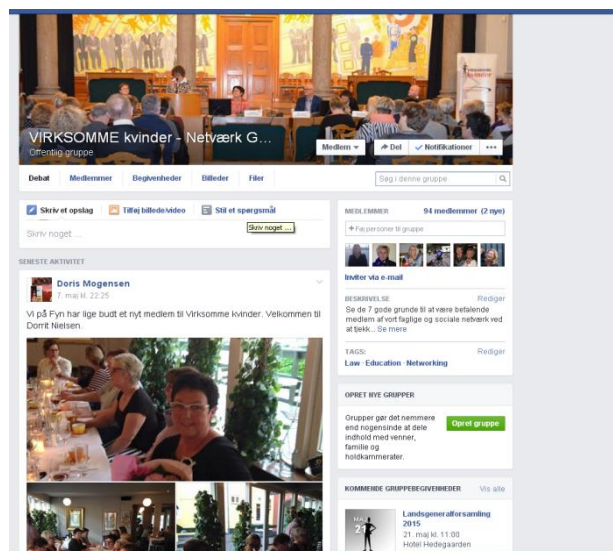 VIRKSOMME
kvinder
VIRKSOMME kvinder - Netværk G...
Offentlig gruppe
Medlem
Del
Notifikationer
Debat
Medlemmer
Begivenheder
Billeder
Filer
Søg i denne gruppe
Skriv et opslag
Tilføj billede/video
Stil et spørgsmål
Skriv noget ...
Skriv noget ...
SENESTE AKTIVITET
Doris Mogensen
7. maj kl. 22:25
Vi på Fyn har lige budt et nyt medlem til Virksomme kvinder. Velkommen til
Dorrit Nielsen.
MEDLEMMER
94 medlemmer (2 nye)
+ Føj personer til gruppe
Inviter via e-mail
BESKRIVELSE
Rediger
Se de 7 gode grunde til at være betalende
medlem af vort faglige og sociale netværk ved
at tjekk... Se mere
TAGS:
Rediger
Law · Education · Networking
OPRET NYE GRUPPER
Grupper gør det nemmere
end nogensinde at dele
indhold med venner,
familie og
holdkammerater.
Opret gruppe
KOMMENDE GRUPPEBEGIVENHEDER
Vis alle
MAJ
21
Landsgeneralforsamling
2015
21. maj kl. 11:00
Hotel Hedegaarden